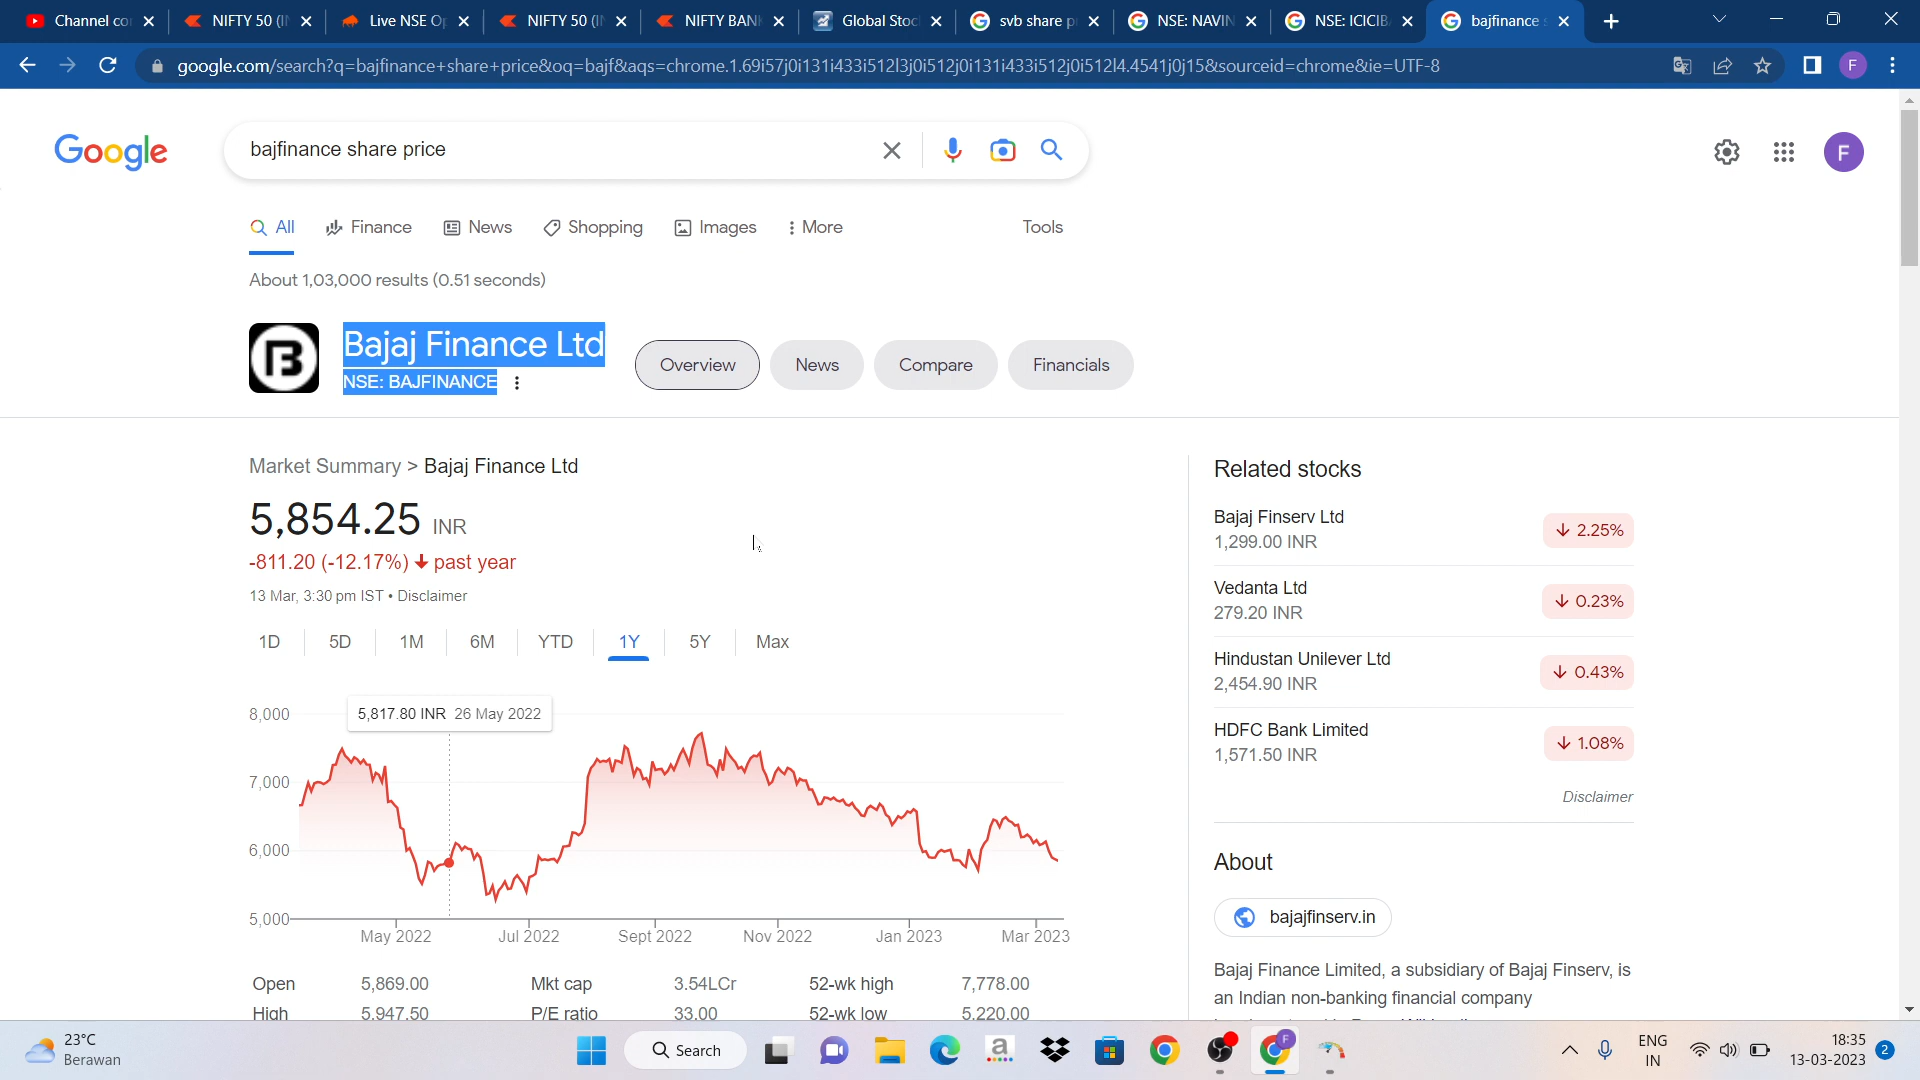 Channel co
NIFTY 50 (I
Live NSE O
NIFTY 50 (I
NIFTY BAN
Global Stoc
svb share p
NSE: NAVIN
NSE: ICICIB
bajfinance s
google.com/search?q=bajfinance+share+price&oq=bajf&aqs=chrome.1.69i57j0i131i433i512l3j0i512j0i131i433i512j0i512l4.4541j0j15&sourceid=chrome&ie=UTF-8
F
Google
bajfinance share price
F
All
Finance
News
Shopping
Images
More
Tools
About 1,03,000 results (0.51 seconds)
Bajaj Finance Ltd
NSE: BAJFINANCE
Overview
News
Compare
Financials
Market Summary > Bajaj Finance Ltd
5,854.25 INR
-811.20 (-12.17%) ↓ past year
13 Mar, 3:30 pm IST • Disclaimer
1D
5D
1M
6M
YTD
1Y
5Y
Max
5,817.80 INR 26 May 2022
8,000
7,000
6,000
5,000
May 2022
Jul 2022
Sept 2022
Nov 2022
Jan 2023
Mar 2023
Open 5,869.00 Mkt cap 3.54LCr 52-wk high 7,778.00
High 5,947.50 P/E ratio 33.00 52-wk low 5,220.00
Related stocks
Bajaj Finserv Ltd
1,299.00 INR
↓ 2.25%
Vedanta Ltd
279.20 INR
↓ 0.23%
Hindustan Unilever Ltd
2,454.90 INR
↓ 0.43%
HDFC Bank Limited
1,571.50 INR
↓ 1.08%
Disclaimer
About
bajajfinserv.in
Bajaj Finance Limited, a subsidiary of Bajaj Finserv, is
an Indian non-banking financial company
23°C
Berawan
Search
a
F
ENG
IN
18:35
13-03-2023
2